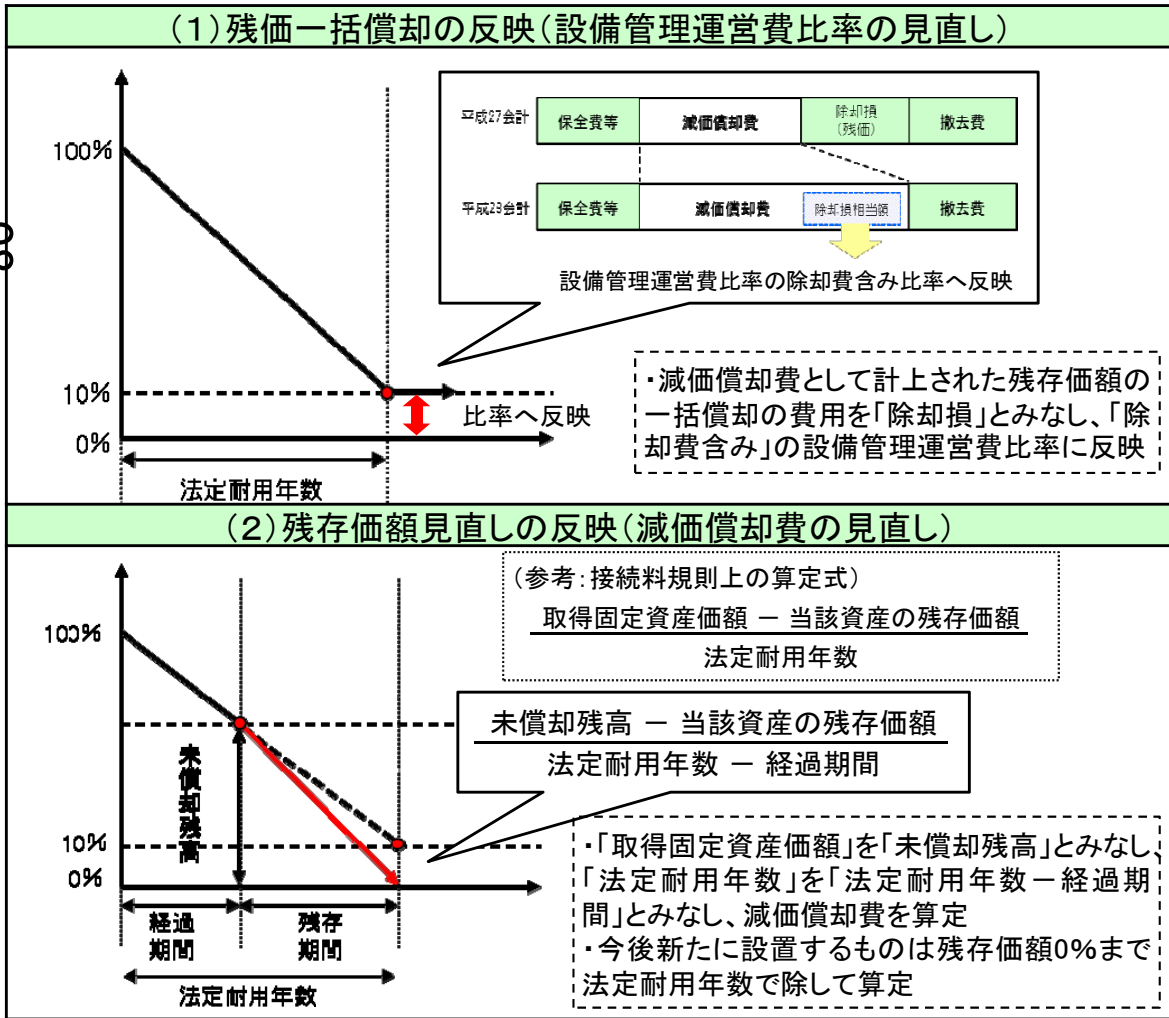 (1)残価一括償却の反映(設備管理運営費比率の見直し)
平成27会計
保全費等
減価償却費
除却損
(残価)
撤去費
平成23会計
保全費等
減価償却費
除却損相当額
撤去費
設備管理運営費比率の除却費含み比率へ反映
100%
10%
0%
比率へ反映
法定耐用年数
・減価償却費として計上された残存価額の
一括償却の費用を「除却損」とみなし、「除
却費含み」の設備管理運営費比率に反映
(2)残存価額見直しの反映(減価償却費の見直し)
(参考:接続料規則上の算定式)
取得固定資産価額 － 当該資産の残存価額
法定耐用年数
100%
未償却残高
10%
0%
未償却残高 － 当該資産の残存価額
法定耐用年数 － 経過期間
経過
期間
残存
期間
法定耐用年数
・「取得固定資産価額」を「未償却残高」とみなし、
「法定耐用年数」を「法定耐用年数－経過期
間」とみなし、減価償却費を算定
・今後新たに設置するものは残存価額0%まで
法定耐用年数で除して算定